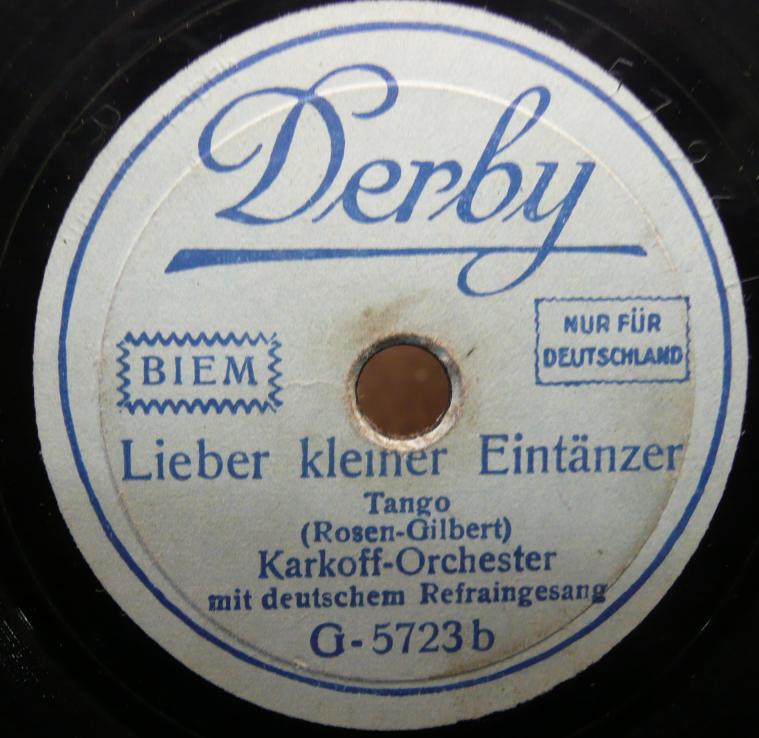 Derby
BIEM
NUR FÜR
DEUTSCHLAND
Lieber kleiner Eintänzer
Tango
(Rosen-Gilbert)
Karkoff-Orchester
mit deutschem Refraingesang
G-5723b